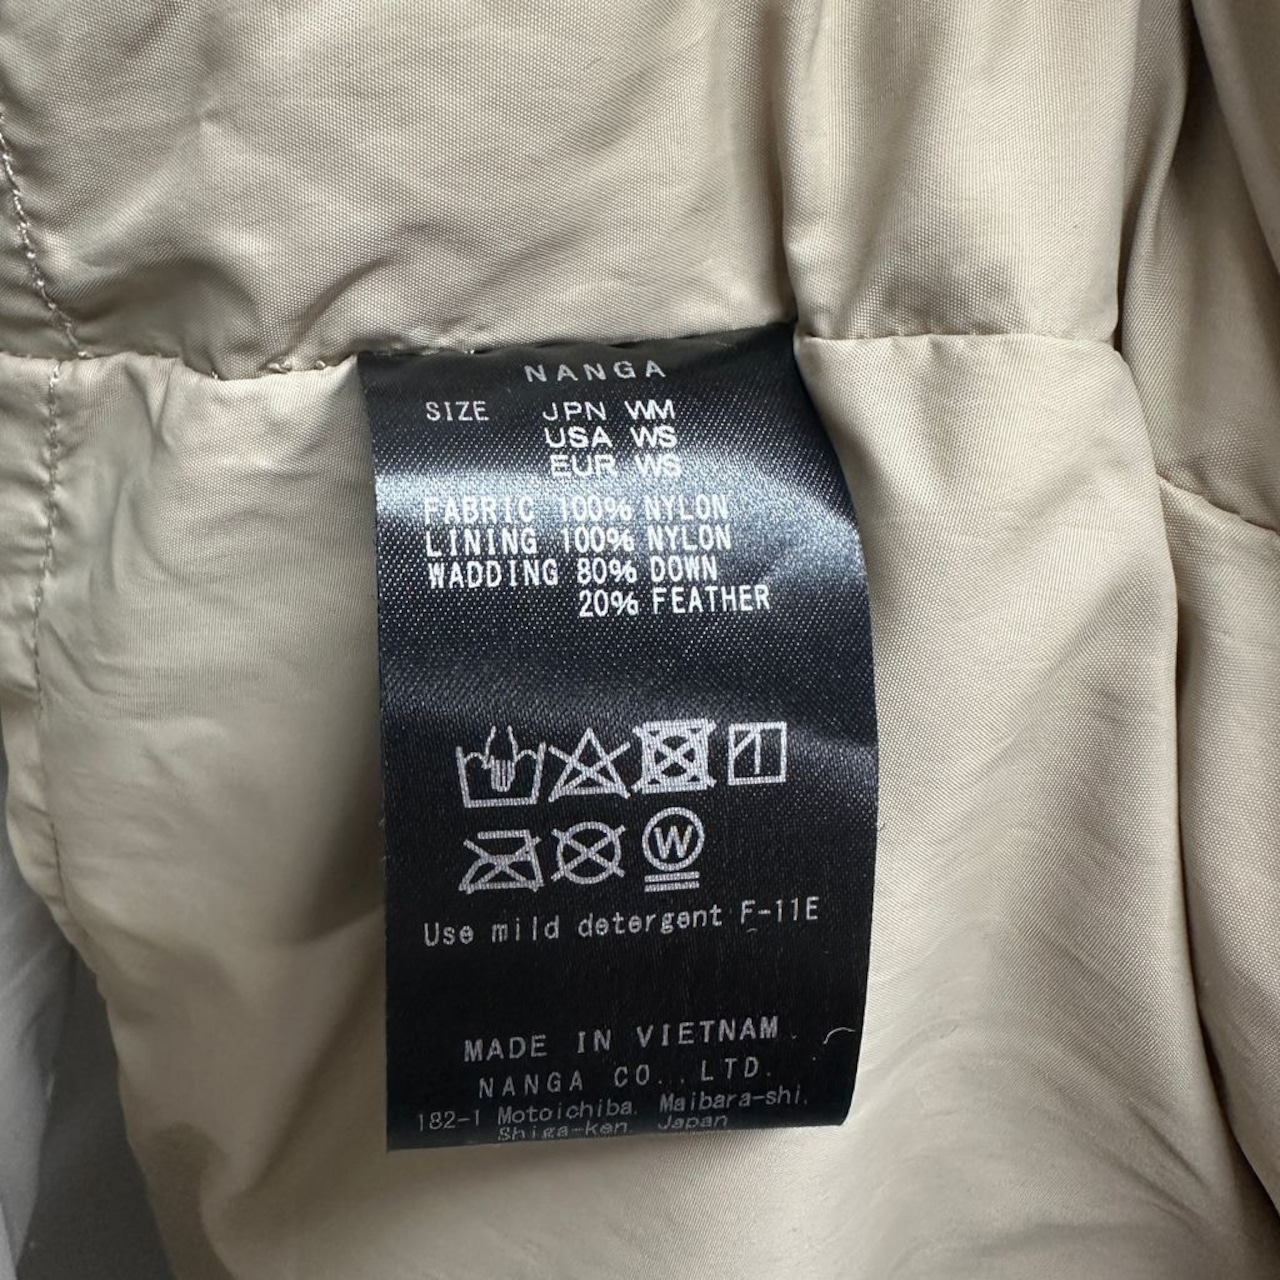 NANGA
SIZE JPN WM
USA WS
EUR WS
FABRIC 100% NYLON
LINING 100% NYLON
WADDING 80% DOWN
20% FEATHER
W
Use mild detergent F-11E
MADE IN VIETNAM
NANGA CO., LTD.
182-1 Motoichiba, Maibara-shi,
Shiga-ken, Japan